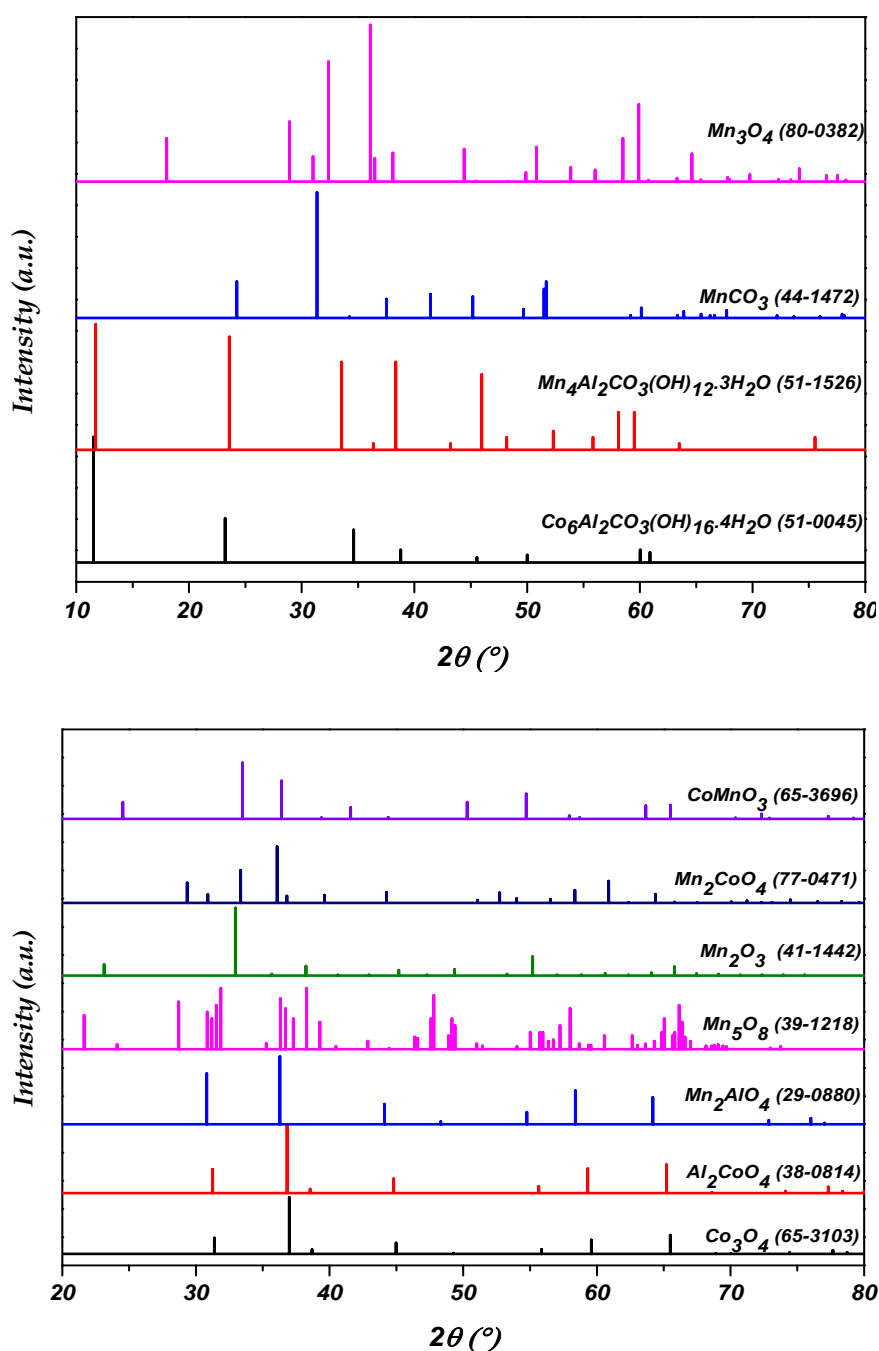 Mn3O4 (80-0382)
MnCO3 (44-1472)
Mn4Al2CO3(OH)12.3H2O (51-1526)
Co6Al2CO3(OH)16.4H2O (51-0045)
Intensity (a.u.)
10 20 30 40 50 60 70 80
2θ (°)
CoMnO3 (65-3696)
Mn2CoO4 (77-0471)
Mn2O3 (41-1442)
Mn5O8 (39-1218)
Mn2AlO4 (29-0880)
Al2CoO4 (38-0814)
Co3O4 (65-3103)
Intensity (a.u.)
20 30 40 50 60 70 80
2θ (°)